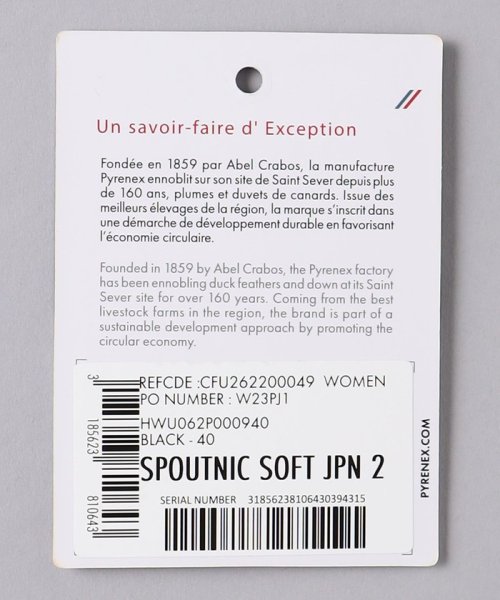 Un savoir-faire d' Exception
Fondée en 1859 par Abel Crabos, la manufacture
Pyrenex ennoblit sur son site de Saint Sever depuis plus
de 160 ans, plumes et duvets de canards. Issue des
meilleurs élevages de la région, la marque s'inscrit dans
une démarche de développement durable en favorisant
l'économie circulaire.
Founded in 1859 by Abel Crabos, the Pyrenex factory
has been ennobling duck feathers and down at its Saint
Sever site for over 160 years. Coming from the best
livestock farms in the region, the brand is part of a
sustainable development approach by promoting the
circular economy.
REFCDE :CFU262200049 WOMEN
PO NUMBER : W23PJ1
HWU062P000940
BLACK - 40
SPOUTNIC SOFT JPN 2
SERIAL NUMBER 31856238106430394315
3 185623 810643
PYRENEX.COM